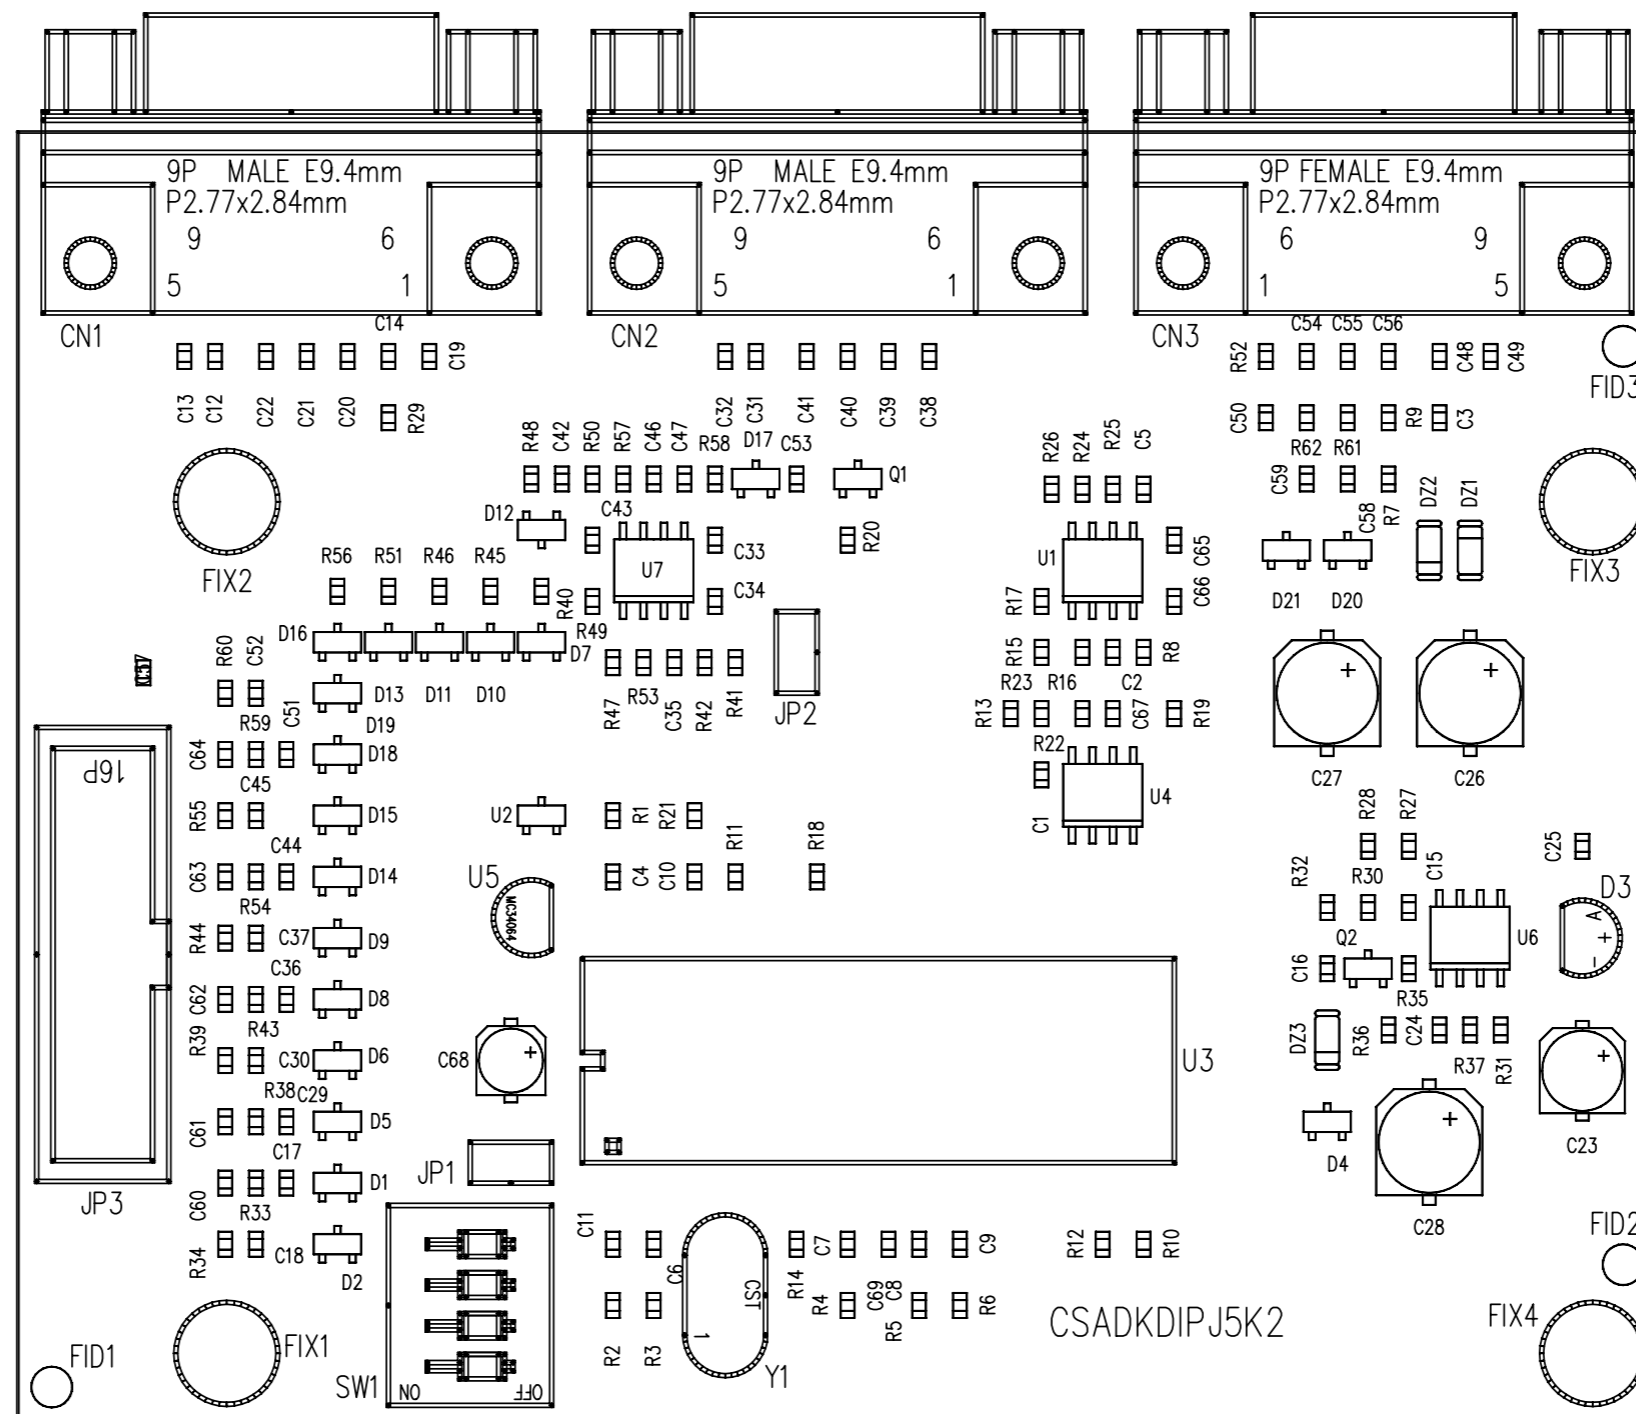 9P MALE E9.4mm
P2.77x2.84mm
9 6
5 1
CN1
9P MALE E9.4mm
P2.77x2.84mm
9 6
5 1
CN2
9P FEMALE E9.4mm
P2.77x2.84mm
6 9
1 5
CN3
C14
C19
C54 C55 C56
R52
C48
C49
FID3
C13
C12
C22
C21
C20
R29
C32
C31
C41
C40
C39
C38
C50
R9
C3
R48
C42
R50
R57
C46
C47
R58
D17
C53
Q1
R26
R24
R25
C5
R62 R61
C59
C58
R7
DZ2
DZ1
D12
C43
U7
C33
R20
U1
C65
FIX2
R56 R51 R46 R45
R40
C34
R17
C66
D21 D20
FIX3
D16
R49
D7
R15
R8
C57
R60
C52
D13 D11 D10
R53
R23 R16 C2
R59
C51
D19
R47
C35
R42
R41
JP2
R13
C67
R19
16P
C64
D18
R22
C27 C26
C45
R55
D15
U2
R1
R21
C1
U4
R28
R27
C44
C63
D14
U5
C4
C10
R11
R18
R32
R30
C15
C25
D3
R54
MC34064
R44
C37
D9
Q2
U6
A
+
-
C36
C16
C62
D8
R35
R39
R43
DZ3
R36
C24
C30
D6
C68
+
U3
R37
R31
+
R38
C29
C61
D5
+
C23
C17
D4
JP1
JP3
C60
D1
R33
C28
FID2
R34
C18
D2
C11
C6
R14
C7
C69
C8
C9
R12
R10
CST
R4
R5
R6
CSADKDIPJ5K2
FIX4
FID1
FIX1
R2
R3
1
Y1
SW1
ON OFF
+
+